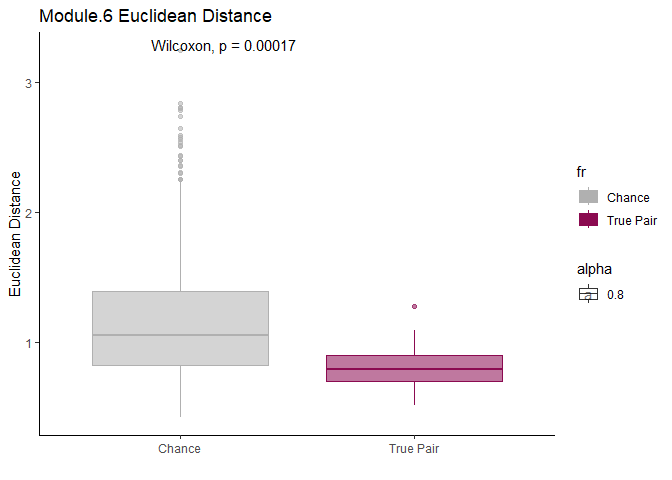 Module.6 Euclidean Distance
Wilcoxon, p = 0.00017
Euclidean Distance
3
2
1
Chance
True Pair
fr
Chance
True Pair
alpha
a
0.8